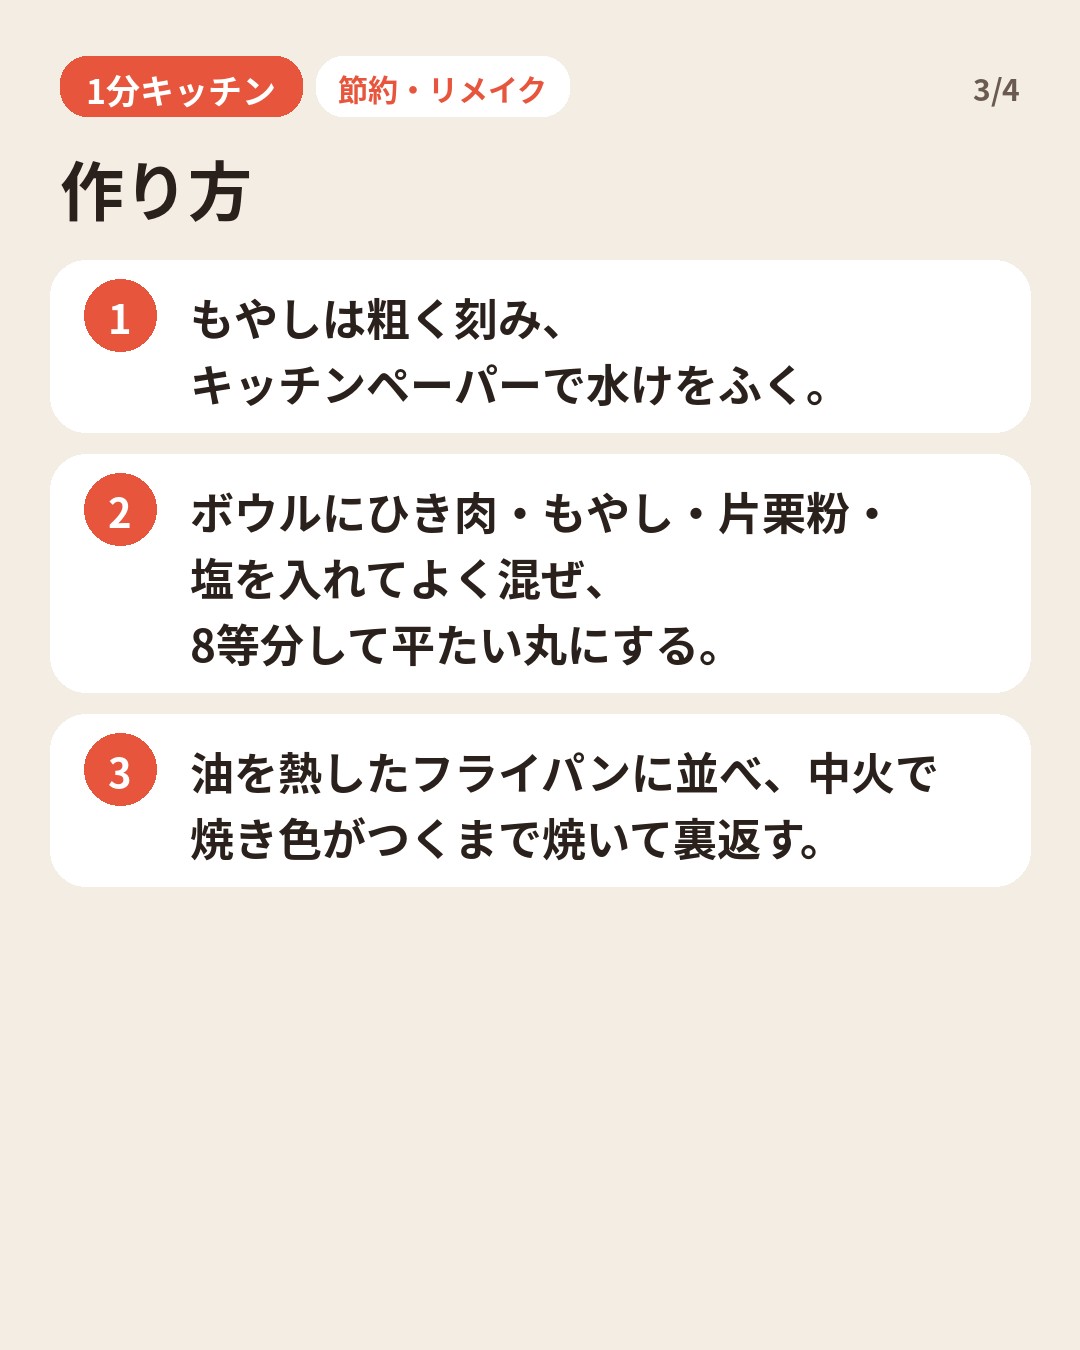 1分キッチン
節約・リメイク
3/4
作り方
1
もやしは粗く刻み、
キッチンペーパーで水けをふく。
2
ボウルにひき肉・もやし・片栗粉・
塩を入れてよく混ぜ、
8等分して平たい丸にする。
3
油を熱したフライパンに並べ、中火で
焼き色がつくまで焼いて裏返す。